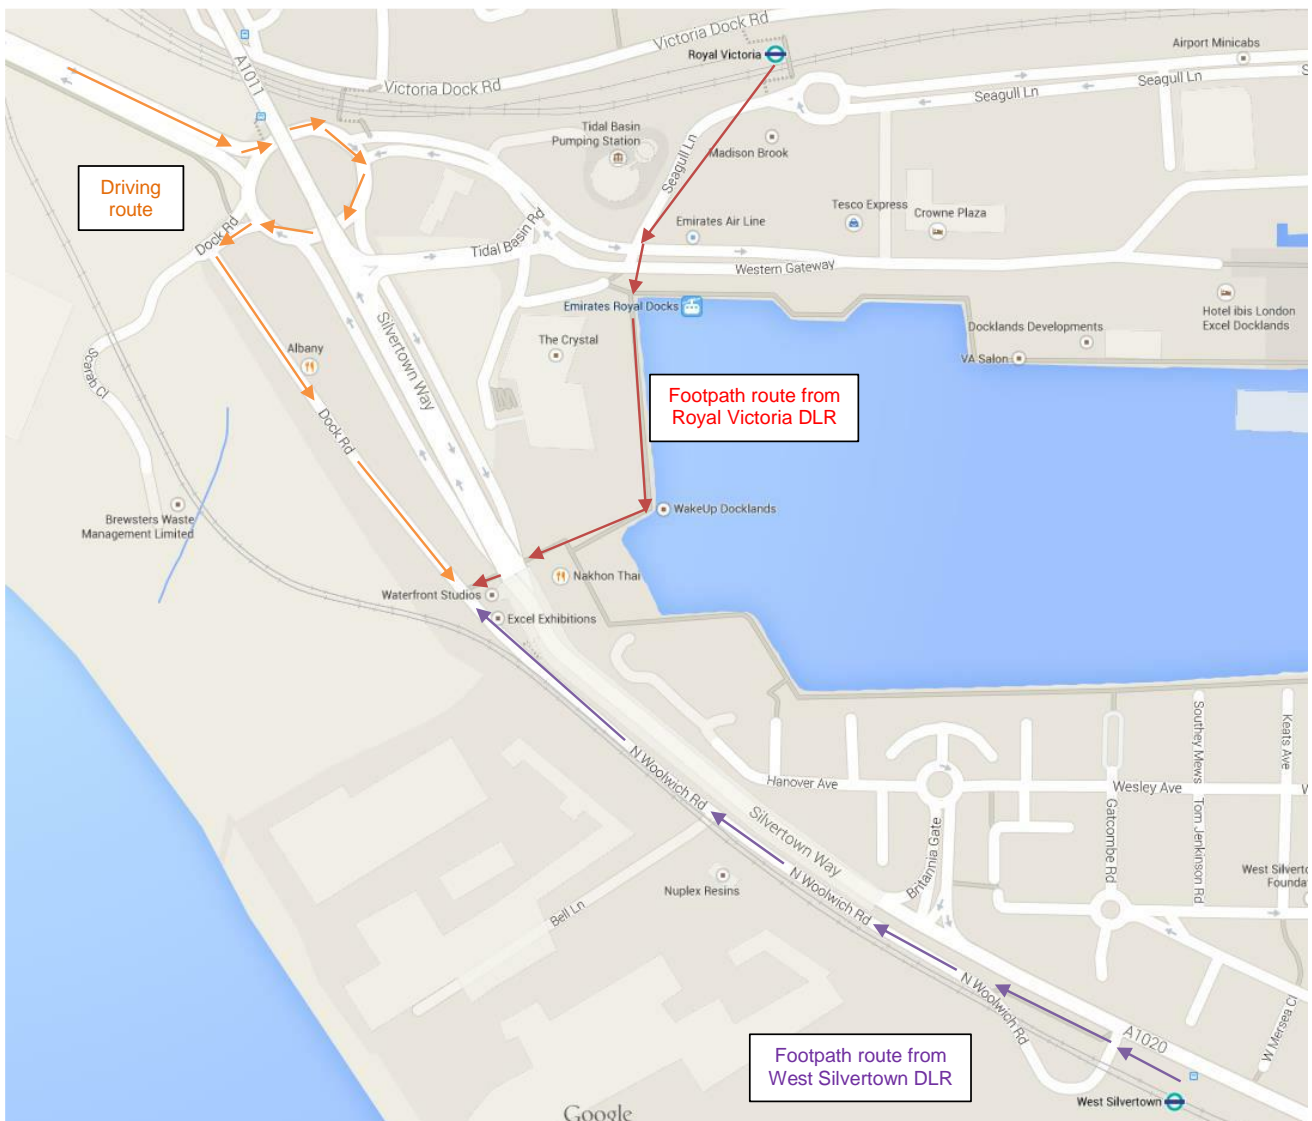 Victoria Dock Rd
Royal Victoria
Airport Minicabs
A1011
Victoria Dock Rd
Seagull Ln
Seagull Ln
Tidal Basin
Pumping Station
Madison Brook
Seagull Ln
Driving
route
Tesco Express
Crowne Plaza
Emirates Air Line
Dock Rd
Tidal Basin Rd
Western Gateway
Emirates Royal Docks
Hotel ibis London
Excel Docklands
Docklands Developments
VA Salon
The Crystal
Silvertown Way
Albany
Scarab Cl
Footpath route from
Royal Victoria DLR
Dock Rd
WakeUp Docklands
Brewsters Waste
Management Limited
Nakhon Thai
Waterfront Studios
Excel Exhibitions
Southey Mews
Keats Ave
N Woolwich Rd
Hanover Ave
Wesley Ave
W
Silvertown Way
Britannia Gate
Gatcombe Rd
Tom Jenkinson Rd
Nuplex Resins
N Woolwich Rd
West Silverto
Founda
Bell Ln
N Woolwich Rd
A1020
W Mersea Cl
Footpath route from
West Silvertown DLR
West Silvertown
Google